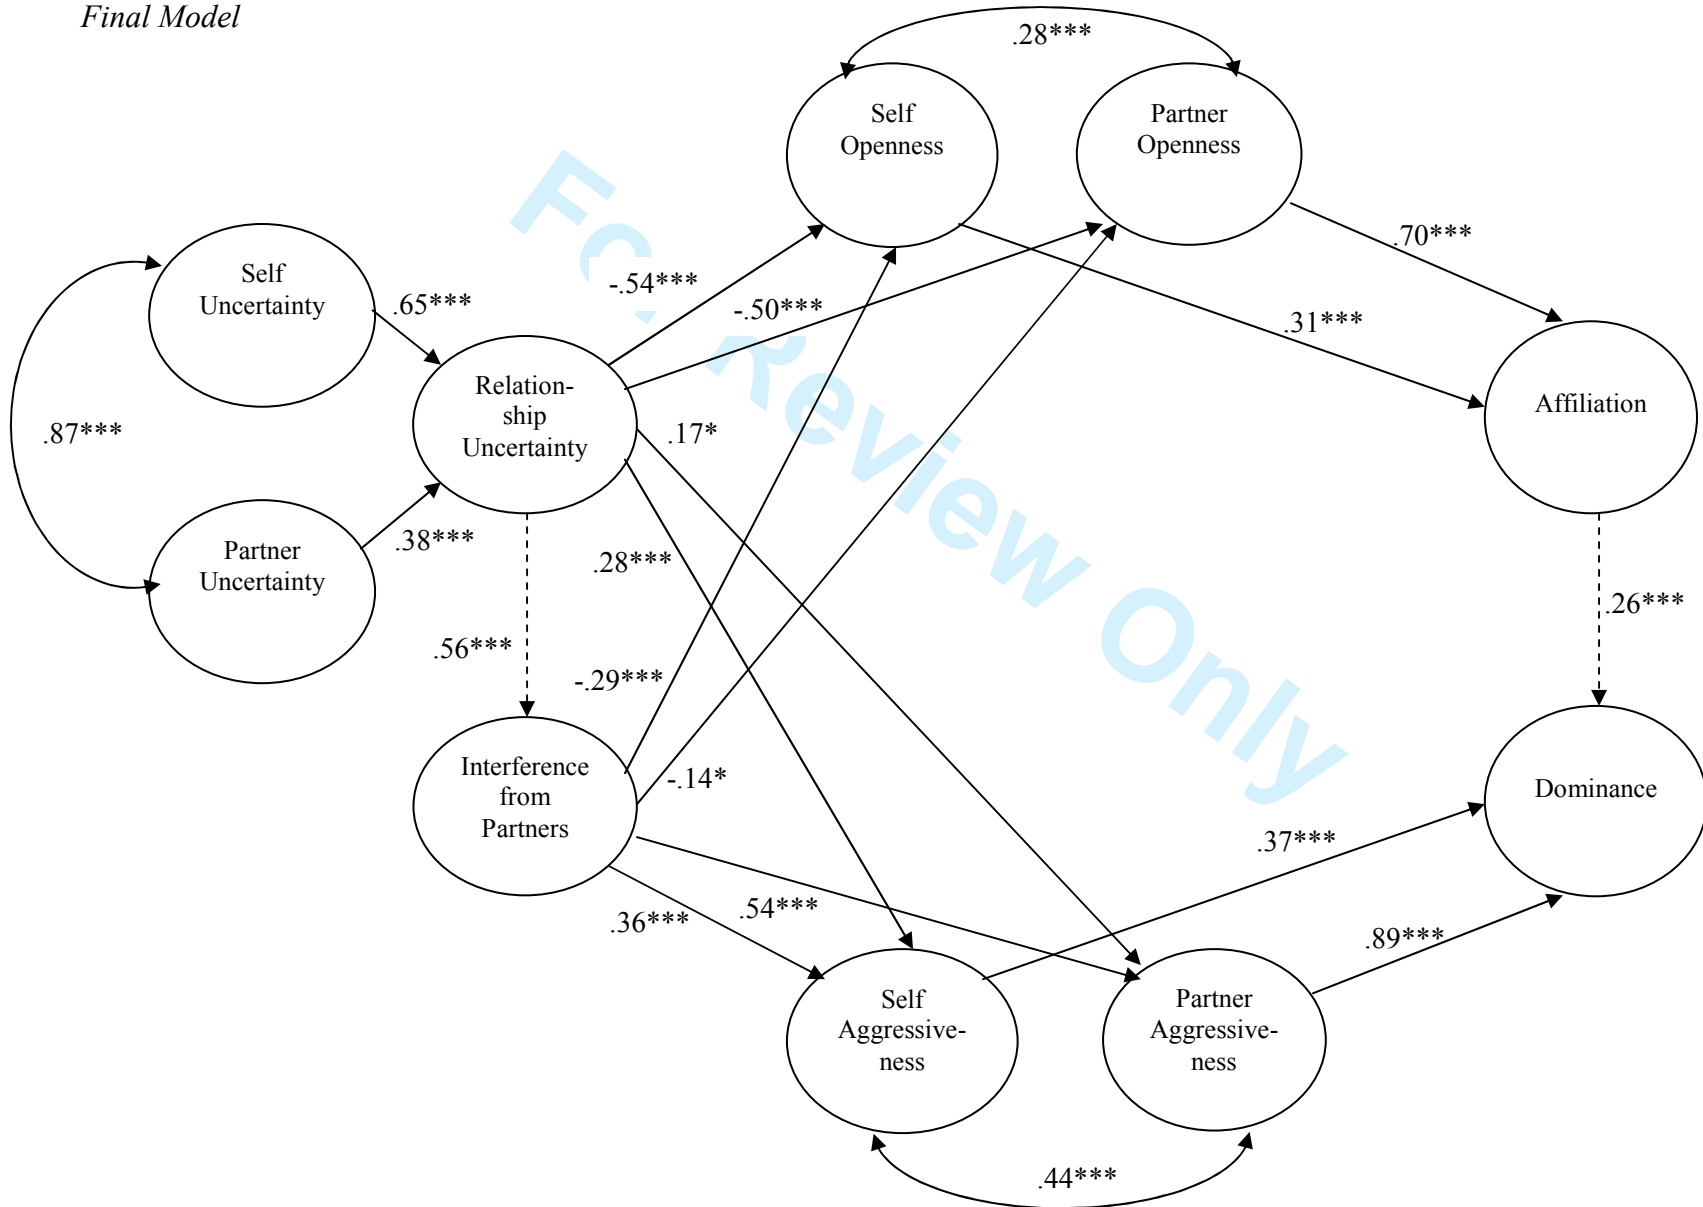 Final Model
.28***
Self
Openness
Partner
Openness
.70***
Self
Uncertainty
.65***
-.54***
-.50***
.31***
Relation-
ship
Uncertainty
Affiliation
.87***
.17*
.38***
.28***
Partner
Uncertainty
.56***
-.29***
.26***
Interference
from
Partners
-.14*
Dominance
.37***
.36***
.54***
.89***
Self
Aggressive-
ness
Partner
Aggressive-
ness
.44***
For Review Only